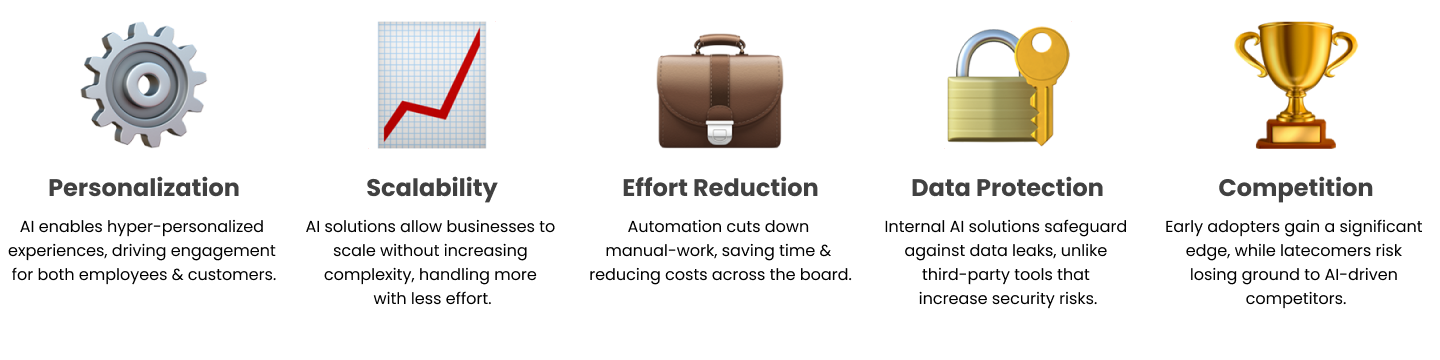 Personalization
AI enables hyper-personalized
experiences, driving engagement
for both employees & customers.
Scalability
AI solutions allow businesses to
scale without increasing
complexity, handling more
with less effort.
Effort Reduction
Automation cuts down
manual-work, saving time &
reducing costs across the board.
Data Protection
Internal AI solutions safeguard
against data leaks, unlike
third-party tools that
increase security risks.
Competition
Early adopters gain a significant
edge, while latecomers risk
losing ground to AI-driven
competitors.